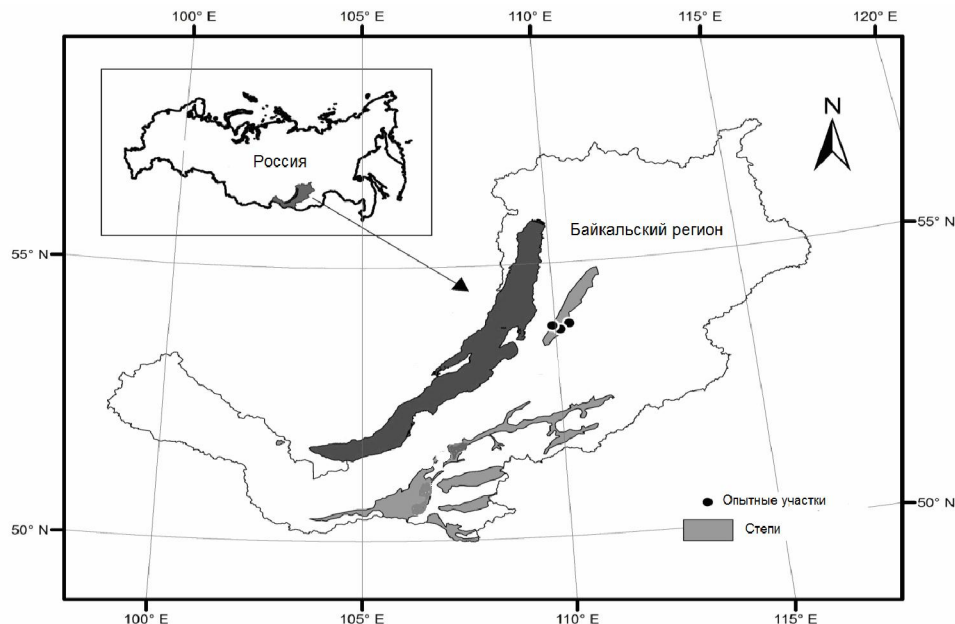 100° E 105° E 110° E 115° E 120° E
N
Россия
Байкальский регион
55° N
55° N
Опытные участки
50° N
Степи
50° N
100° E 105° E 110° E 115° E